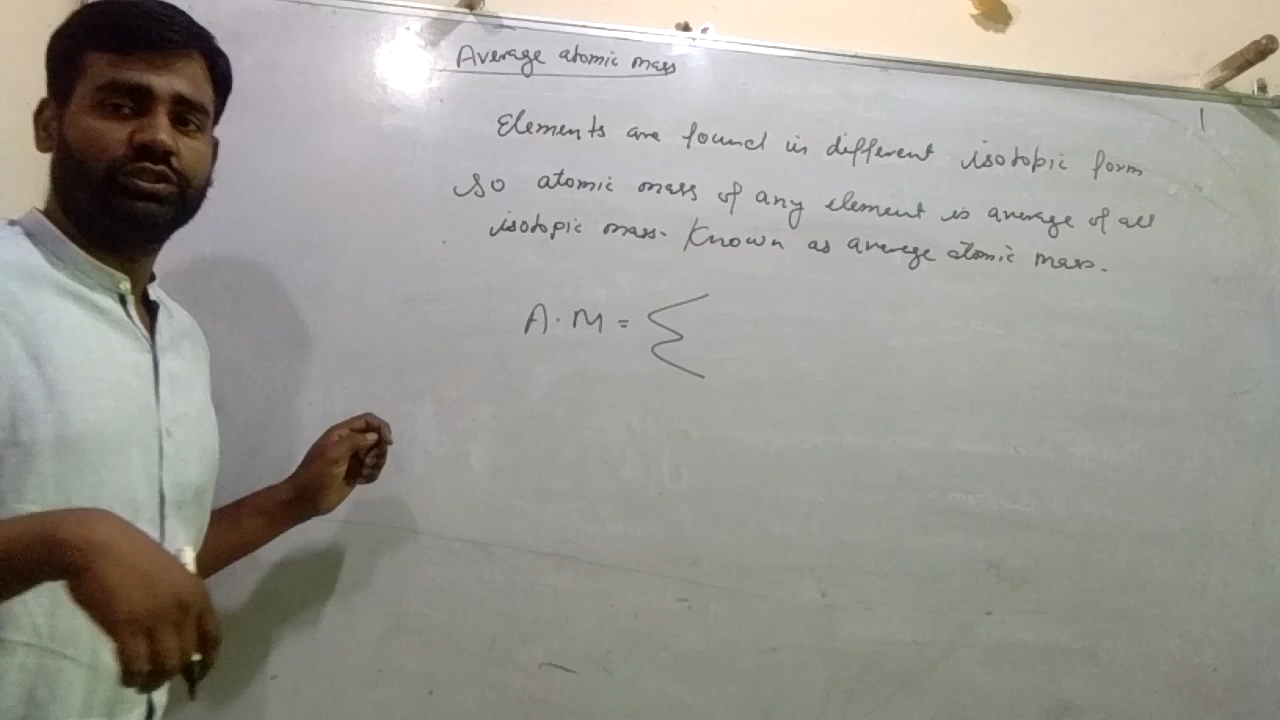 Average atomic mass
Elements are found in different isotopic form
so atomic mass of any element is average of all
isotopic mass. Known as average atomic mass.
A.M = Σ